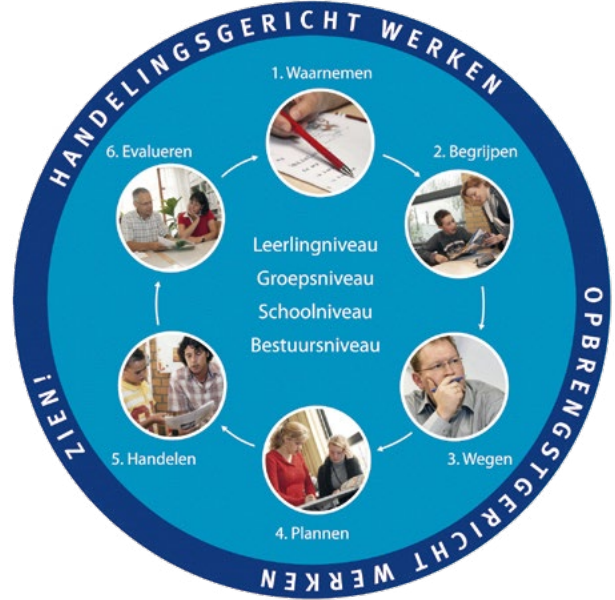 HANDELINGSGERICHT WERKEN
OPBRENGSTGERICHT WERKEN
ZIEN!
1. Waarnemen
2. Begrijpen
3. Wegen
4. Plannen
5. Handelen
6. Evalueren
Leerlingniveau
Groepsniveau
Schoolniveau
Bestuursniveau